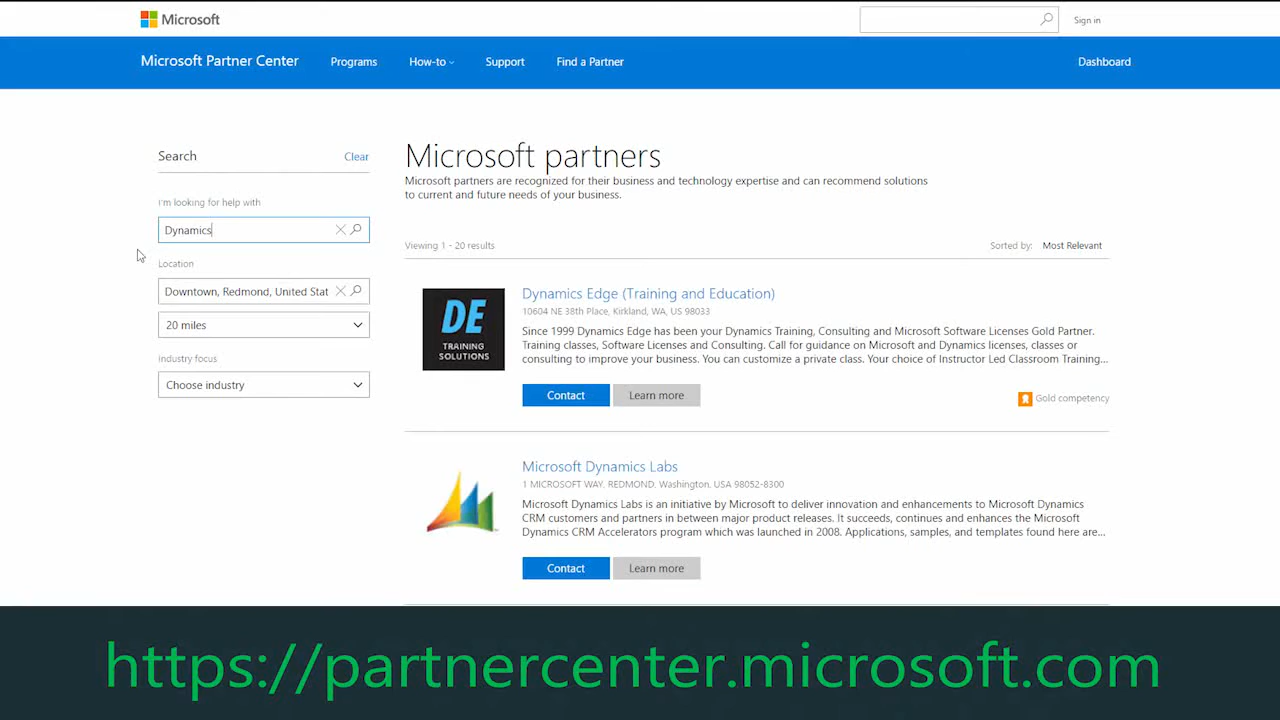 Microsoft
Sign in
Microsoft Partner Center Programs How-to Support Find a Partner Dashboard
Search Clear
I'm looking for help with
Dynamics
Location
Downtown, Redmond, United Stat
20 miles
Industry focus
Choose industry
Microsoft partners
Microsoft partners are recognized for their business and technology expertise and can recommend solutions
to current and future needs of your business.
Viewing 1 - 20 results Sorted by: Most Relevant
DE
TRAINING
SOLUTIONS
Dynamics Edge (Training and Education)
10604 NE 38th Place, Kirkland, WA, US 98033
Since 1999 Dynamics Edge has been your Dynamics Training, Consulting and Microsoft Software Licenses Gold Partner.
Training classes, Software Licenses and Consulting. Call for guidance on Microsoft and Dynamics licenses, classes or
consulting to improve your business. You can customize a private class. Your choice of Instructor Led Classroom Training...
Contact Learn more
Gold competency
Microsoft Dynamics Labs
1 MICROSOFT WAY, REDMOND, Washington, USA 98052-8300
Microsoft Dynamics Labs is an initiative by Microsoft to deliver innovation and enhancements to Microsoft Dynamics
CRM customers and partners in between major product releases. It succeeds, continues and enhances the Microsoft
Dynamics CRM Accelerators program which was launched in 2008. Applications, samples, and templates found here are...
Contact Learn more
https://partnercenter.microsoft.com